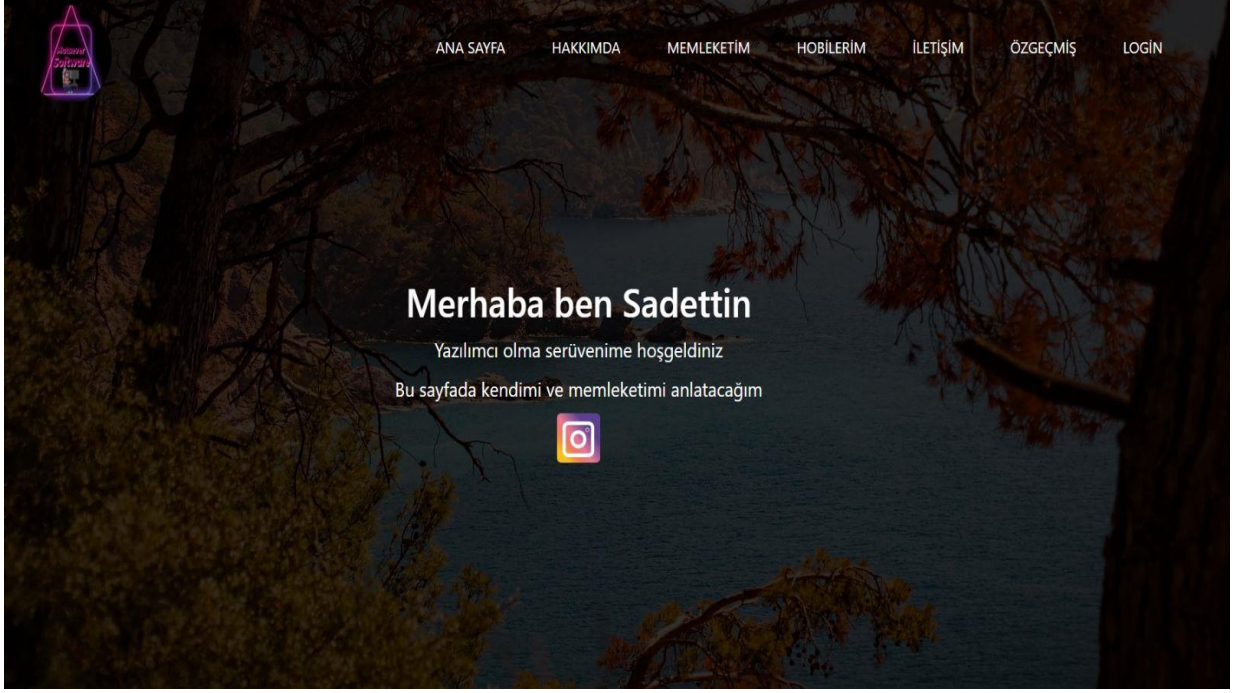 Software
ANA SAYFA HAKKIMDA MEMLEKETİM HOBİLERİM İLETİŞİM ÖZGEÇMİŞ LOGİN
Merhaba ben Sadettin
Yazılımcı olma serüvenime hoşgeldiniz
Bu sayfada kendimi ve memleketimi anlatacağım